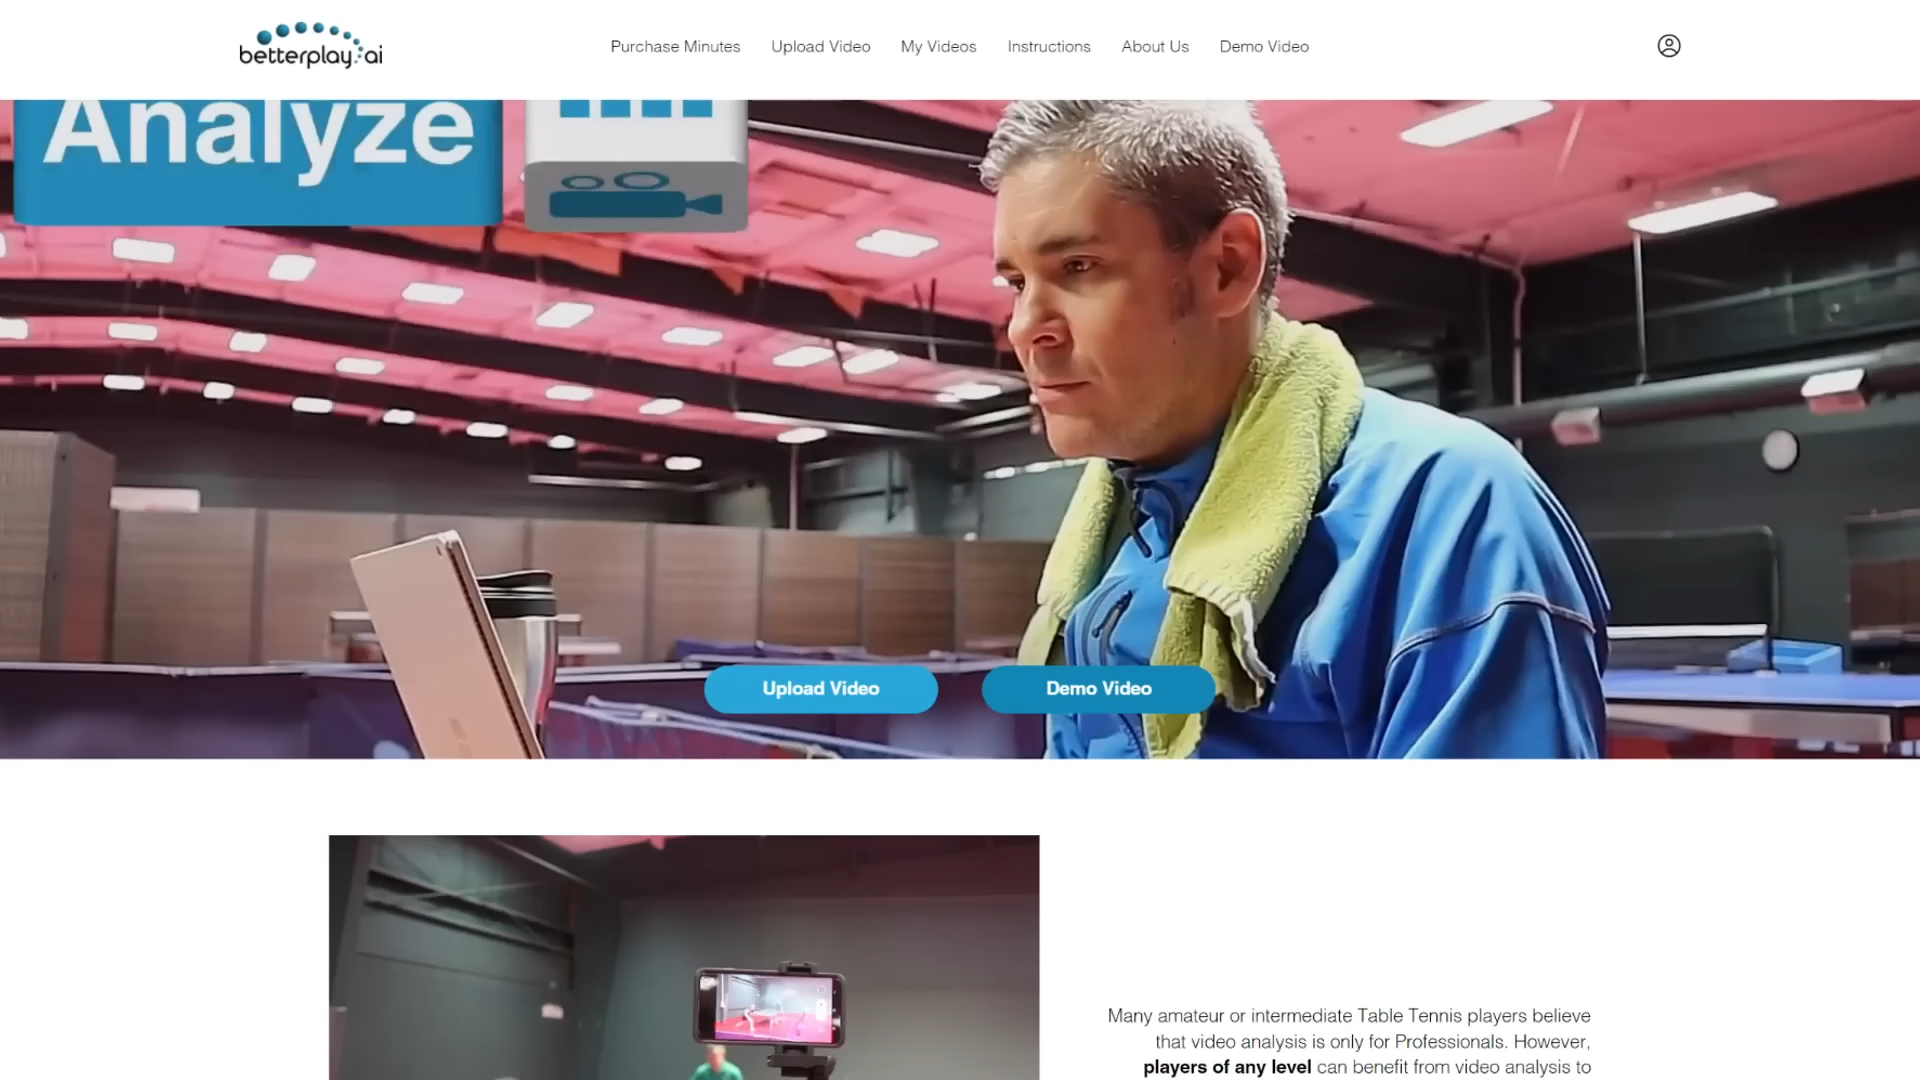 betterplay.ai
Purchase Minutes
Upload Video
My Videos
Instructions
About Us
Demo Video
Analyze
Upload Video
Demo Video
Many amateur or intermediate Table Tennis players believe
that video analysis is only for Professionals. However,
players of any level can benefit from video analysis to